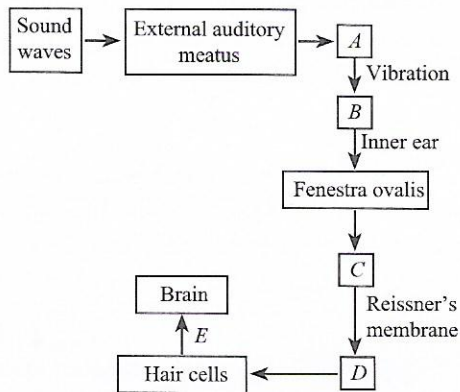 Sound
waves
External auditory
meatus
A
Vibration
B
Inner ear
Fenestra ovalis
C
Reissner's
membrane
D
Hair cells
E
Brain